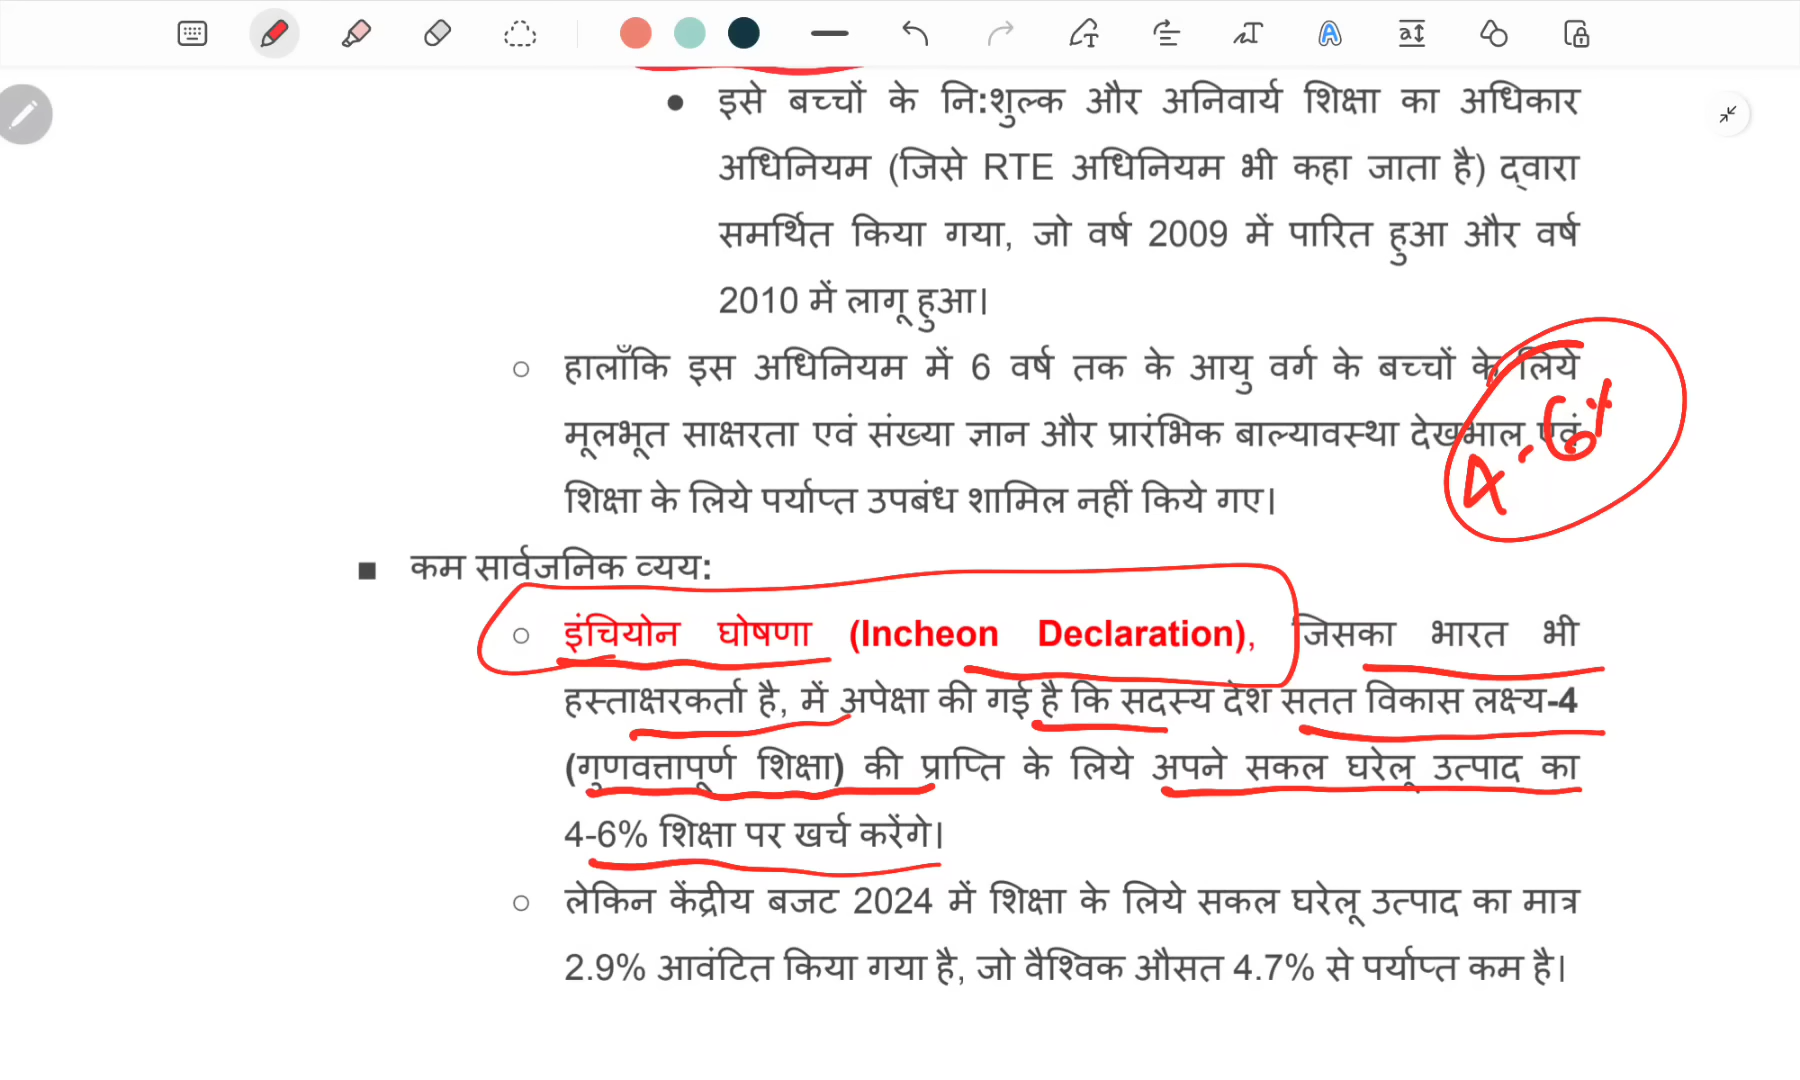 इसे बच्चों के नि:शुल्क और अनिवार्य शिक्षा का अधिकार
अधिनियम (जिसे RTE अधिनियम भी कहा जाता है) द्वारा
समर्थित किया गया, जो वर्ष 2009 में पारित हुआ और वर्ष
2010 में लागू हुआ।
हालाँकि इस अधिनियम में 6 वर्ष तक के आयु वर्ग के बच्चों के लिये
मूलभूत साक्षरता एवं संख्या ज्ञान और प्रारंभिक बाल्यावस्था देखभाल एवं
4-6%
शिक्षा के लिये पर्याप्त उपबंध शामिल नहीं किये गए।
कम सार्वजनिक व्यय:
इंचियोन घोषणा (Incheon Declaration), जिसका भारत भी
हस्ताक्षरकर्ता है, में अपेक्षा की गई है कि सदस्य देश सतत विकास लक्ष्य-4
(गुणवत्तापूर्ण शिक्षा) की प्राप्ति के लिये अपने सकल घरेलू उत्पाद का
4-6% शिक्षा पर खर्च करेंगे।
लेकिन केंद्रीय बजट 2024 में शिक्षा के लिये सकल घरेलू उत्पाद का मात्र
2.9% आवंटित किया गया है, जो वैश्विक औसत 4.7% से पर्याप्त कम है।